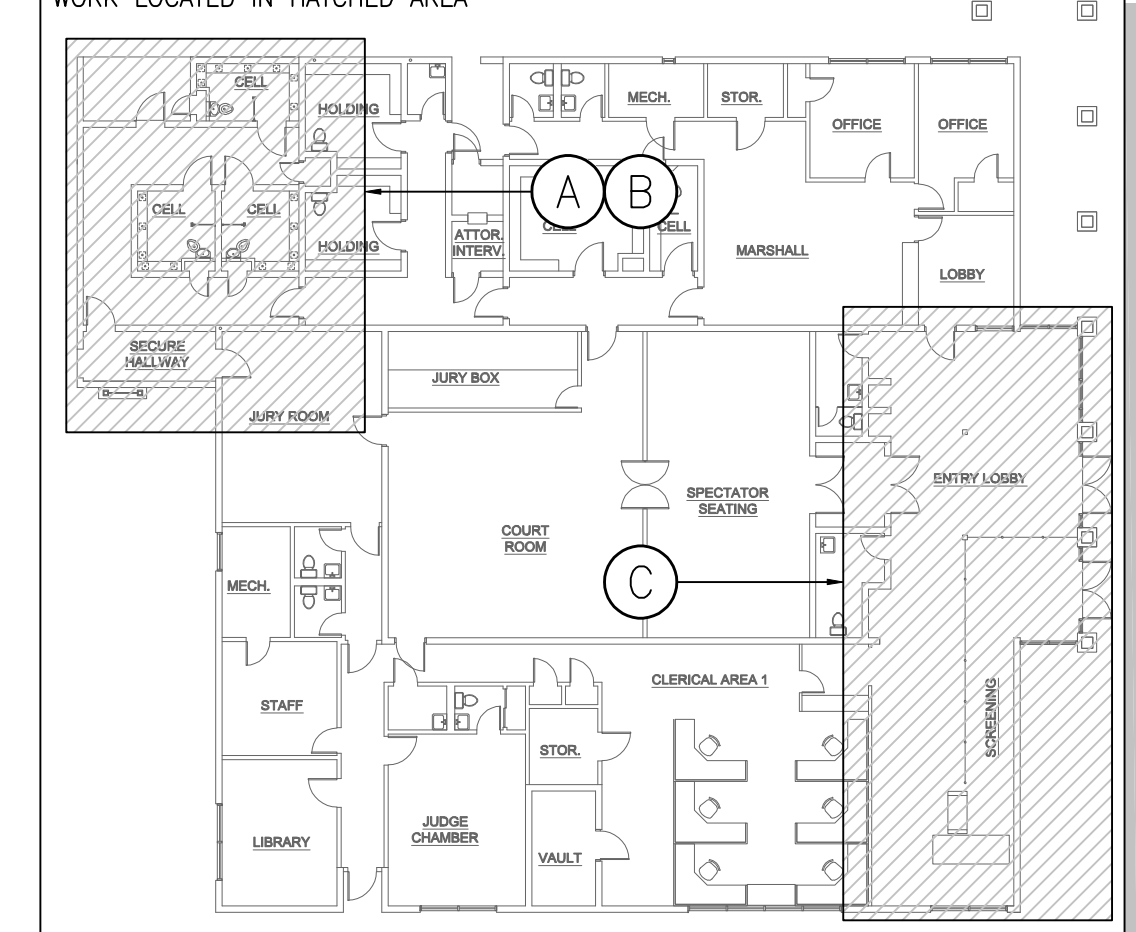 WORK LOCATED IN HATCHED AREA
CELL
HOLDING
MECH.
STOR.
OFFICE
OFFICE
A
B
CELL
CELL
HOLDING
ATTOR.
INTERV.
CELL
CELL
MARSHALL
LOBBY
SECURE
HALLWAY
JURY BOX
JURY ROOM
ENTRY LOBBY
SPECTATOR
SEATING
COURT
ROOM
C
MECH.
CLERICAL AREA 1
STAFF
SCREENING
STOR.
JUDGE
CHAMBER
LIBRARY
VAULT